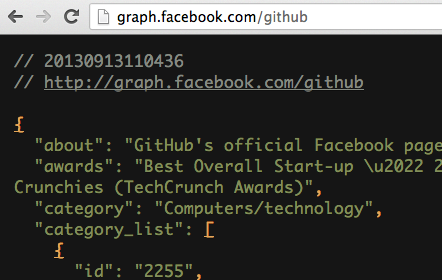 graph.facebook.com/github
// 20130913110436
// http://graph.facebook.com/github
{
"about": "GitHub's official Facebook page
"awards": "Best Overall Start-up \u2022 2
Crunchies (TechCrunch Awards)",
"category": "Computers/technology",
"category_list": [
{
"id": "2255",